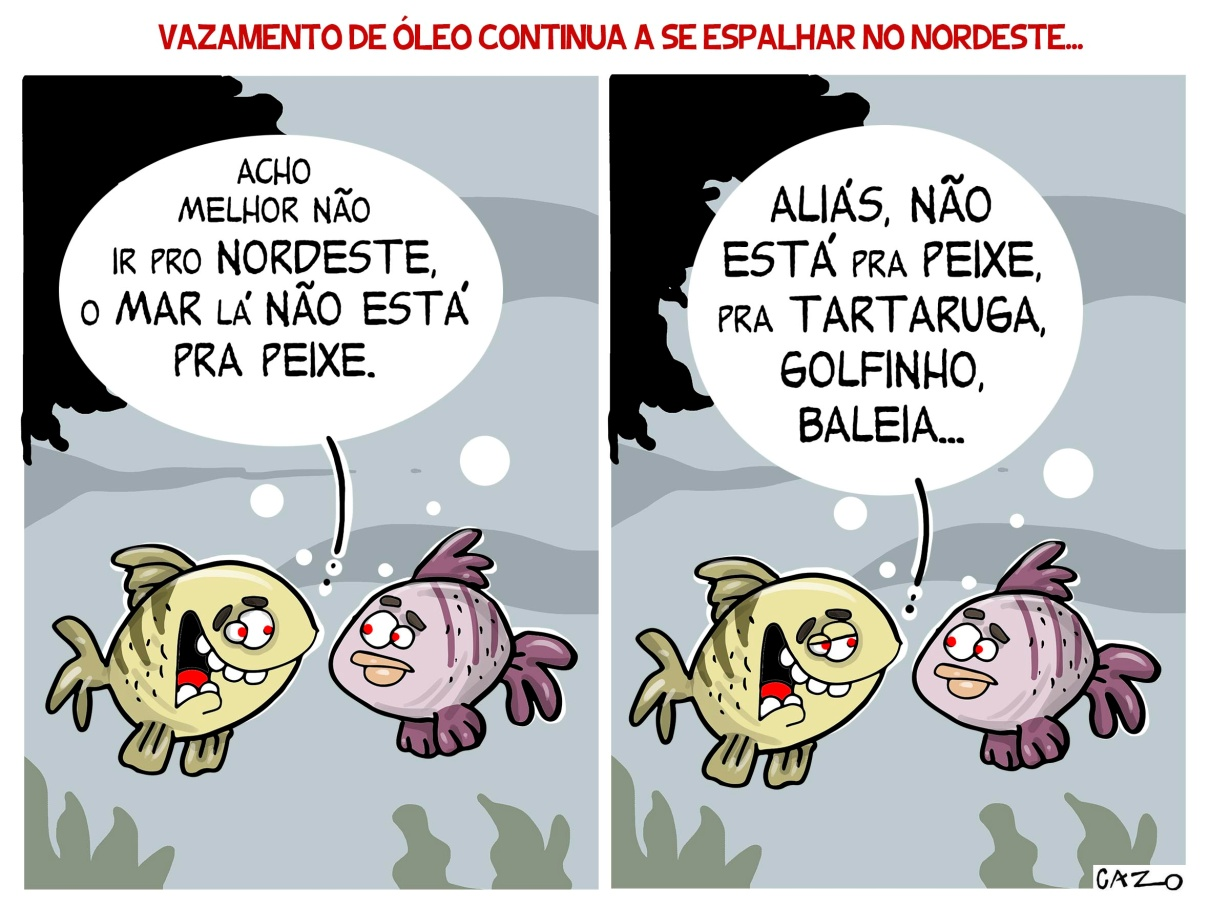 VAZAMENTO DE ÓLEO CONTINUA A SE ESPALHAR NO NORDESTE...
ACHO
MELHOR NÃO
IR PRO NORDESTE,
O MAR LÁ NÃO ESTÁ
PRA PEIXE.
ALIÁS, NÃO
ESTÁ PRA PEIXE,
PRA TARTARUGA,
GOLFINHO,
BALEIA...
CAZO